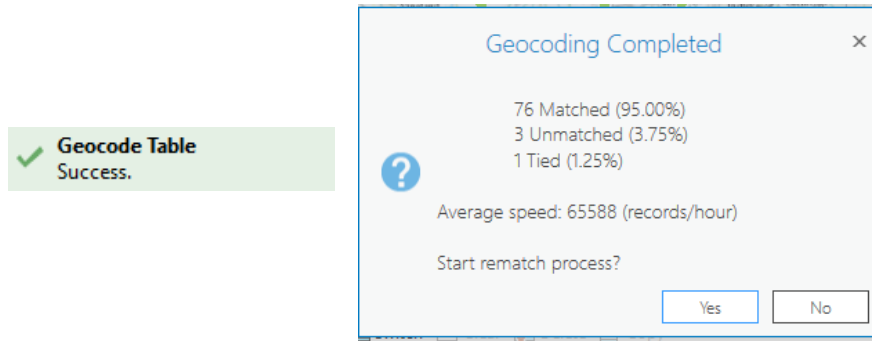 Geocode Table
Success.
Geocoding Completed
76 Matched (95.00%)
3 Unmatched (3.75%)
1 Tied (1.25%)
Average speed: 65588 (records/hour)
Start rematch process?
Yes
No